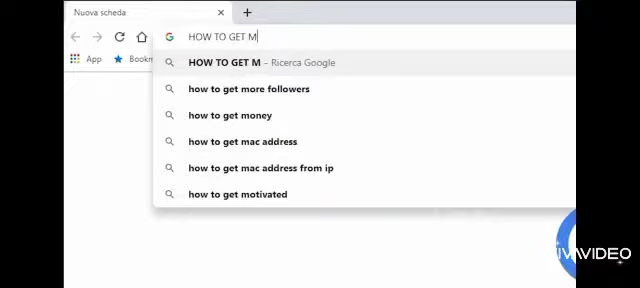 Nuova scheda
HOW TO GET M
App
Bookm
HOW TO GET M - Ricerca Google
how to get more followers
how to get money
how to get mac address
how to get mac address from ip
how to get motivated
VIVAVIDEO